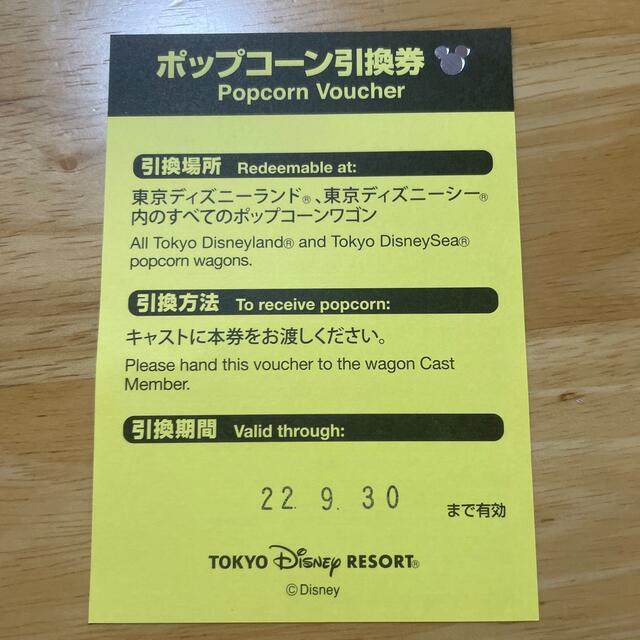 ポップコーン引換券
Popcorn Voucher
引換場所 Redeemable at:
東京ディズニーランド®、東京ディズニーシー®
内のすべてのポップコーンワゴン
All Tokyo Disneyland® and Tokyo DisneySea®
popcorn wagons.
引換方法 To receive popcorn:
キャストに本券をお渡しください。
Please hand this voucher to the wagon Cast
Member.
引換期間 Valid through:
22. 9. 30 まで有効
TOKYO Disney RESORT®
©Disney